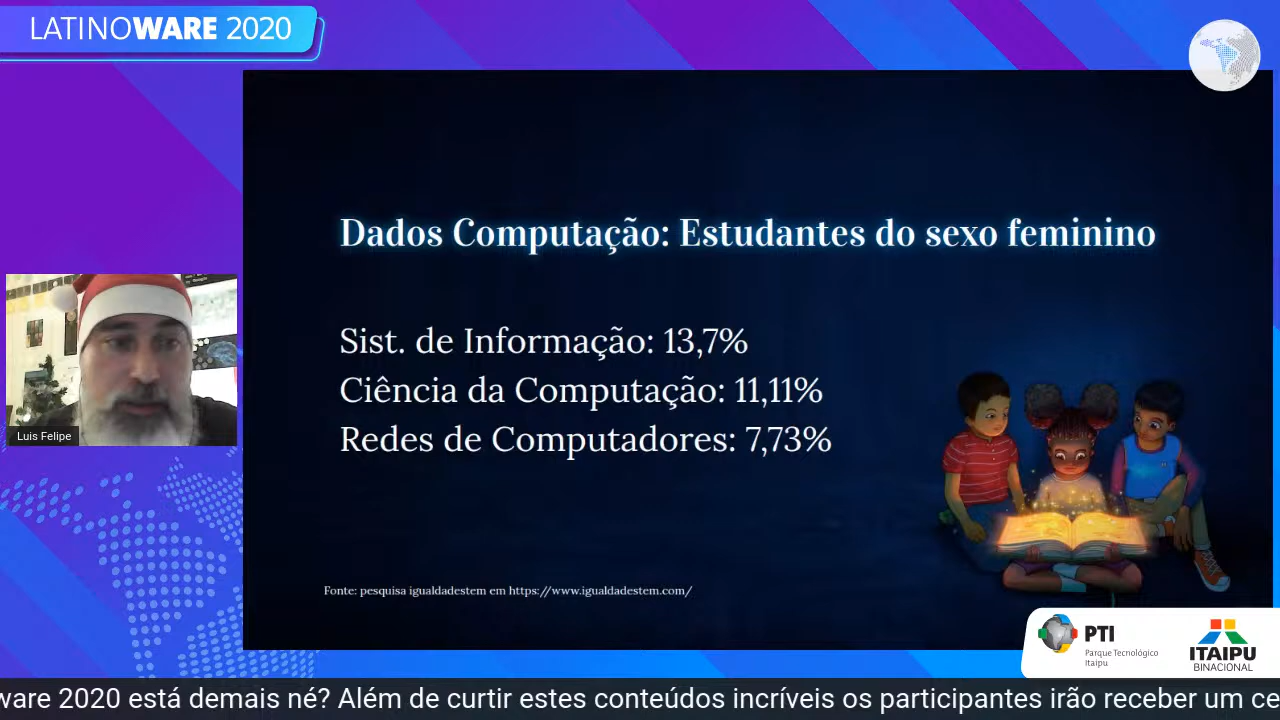 LATINOWARE 2020
Dados Computação: Estudantes do sexo feminino
Sist. de Informação: 13,7%
Ciência da Computação: 11,11%
Redes de Computadores: 7,73%
Luis Felipe
Fonte: pesquisa igualdadestem em https://www.igualdadestem.com/
PTI
Parque Tecnológico
Itaipu
ITAIPU
BINACIONAL
ware 2020 está demais né? Além de curtir estes conteúdos incríveis os participantes irão receber um ce